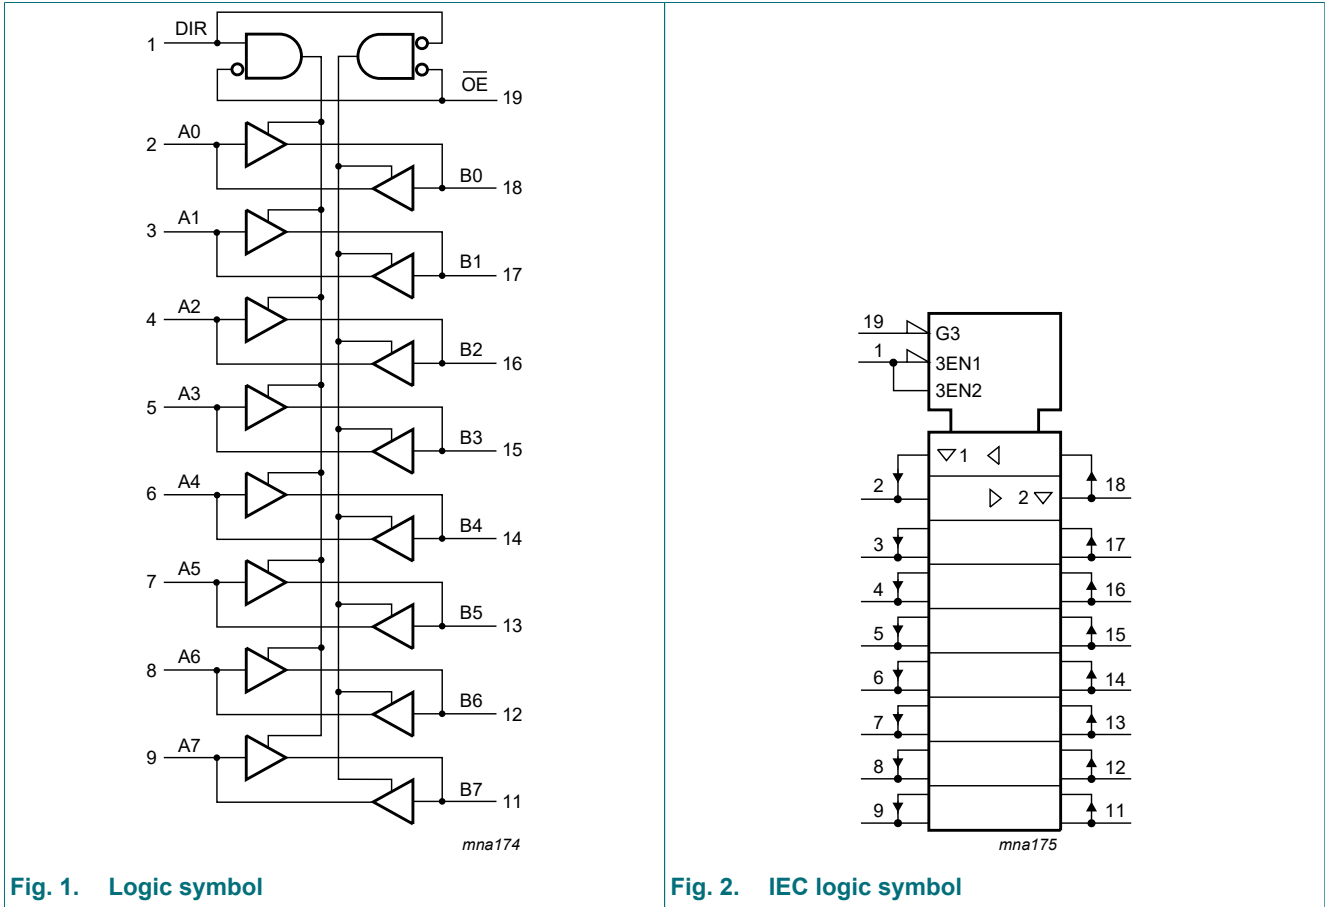 DIR
1
OE
19
2 A0
B0 18
3 A1
B1 17
4 A2
B2 16
5 A3
B3 15
6 A4
B4 14
7 A5
B5 13
8 A6
B6 12
9 A7
B7 11
mna174
Fig. 1. Logic symbol
19 G3
1 3EN1
3EN2
1
2 18
2
3 17
4 16
5 15
6 14
7 13
8 12
9 11
mna175
Fig. 2. IEC logic symbol